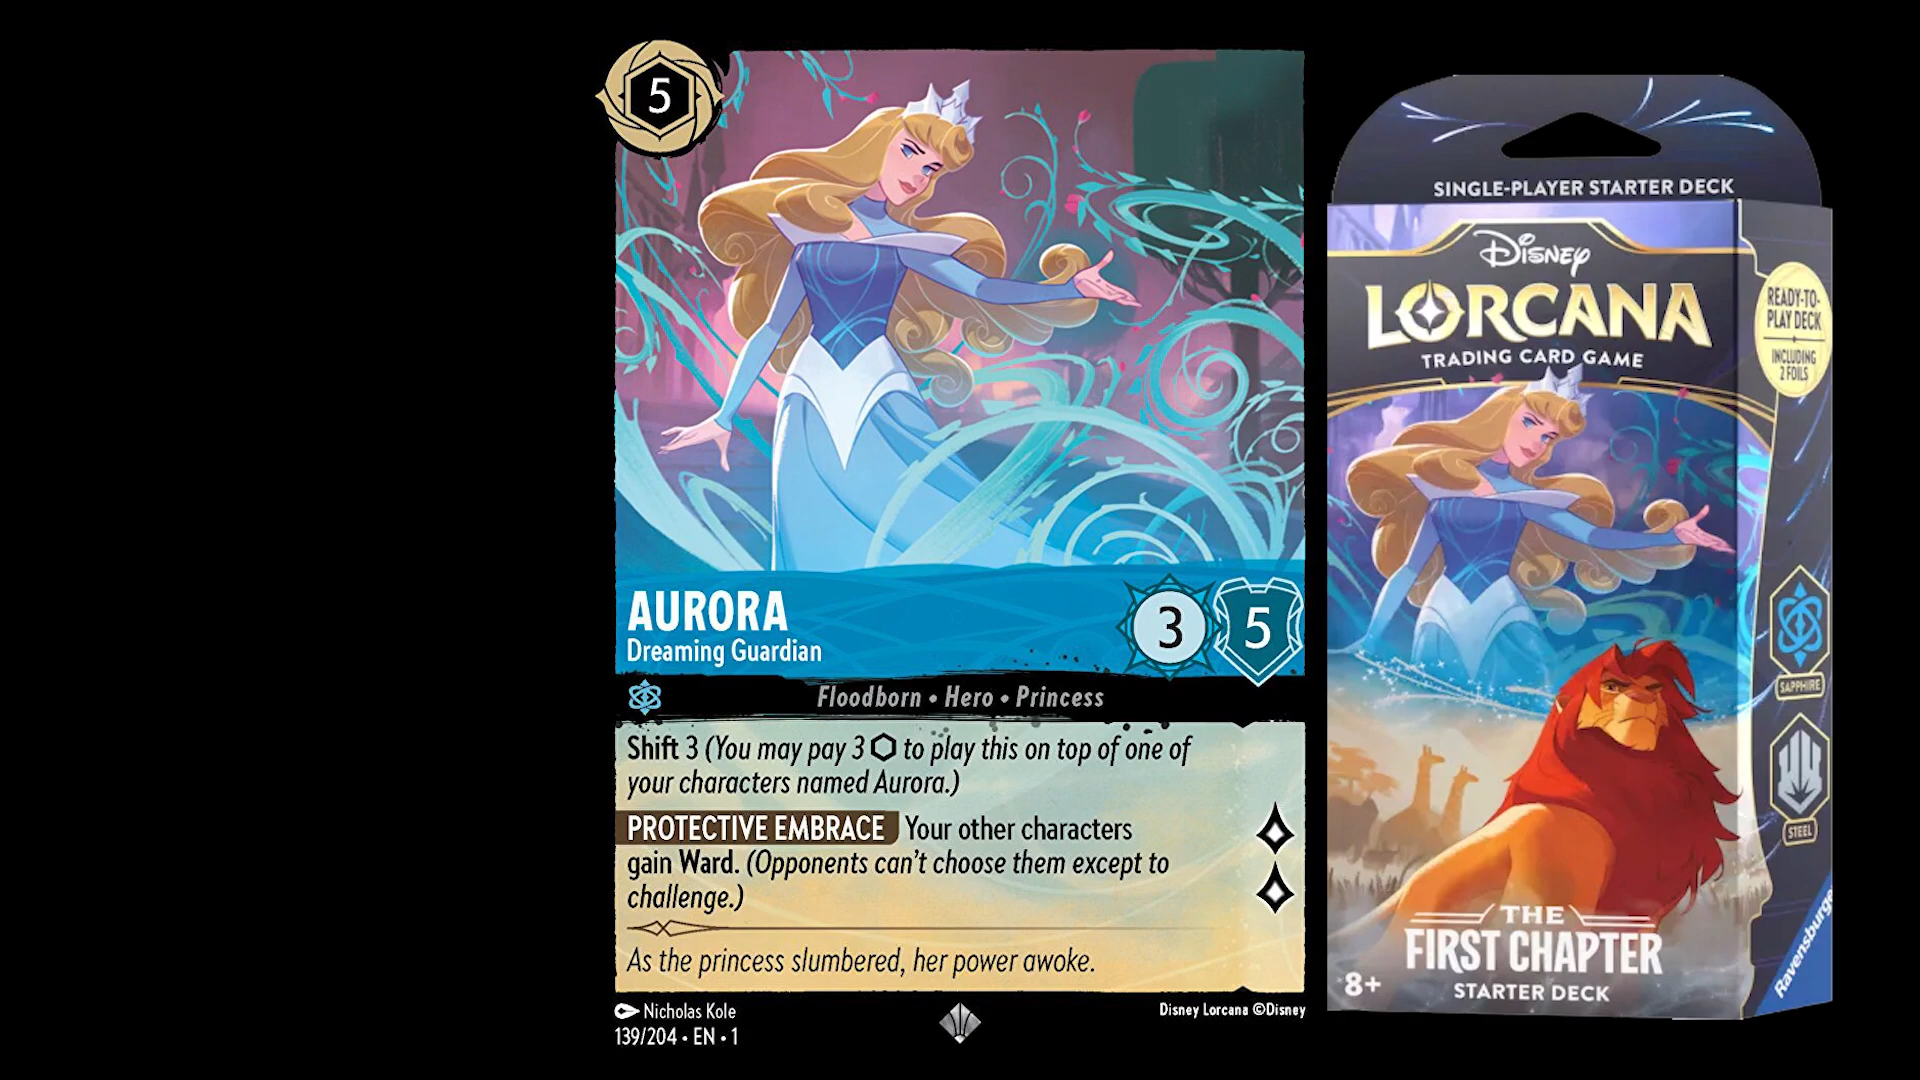 5
AURORA
Dreaming Guardian
3
5
Floodborn • Hero • Princess
Shift 3 (You may pay 3 ⬡ to play this on top of one of
your characters named Aurora.)
PROTECTIVE EMBRACE Your other characters
gain Ward. (Opponents can't choose them except to
challenge.)
As the princess slumbered, her power awoke.
Nicholas Kole
139/204 • EN • 1
Disney Lorcana ©Disney
SINGLE-PLAYER STARTER DECK
Disney
LORCANA
TRADING CARD GAME
READY-TO-
PLAY DECK
INCLUDING
2 FOILS
SAPPHIRE
STEEL
THE
FIRST CHAPTER
STARTER DECK
8+
Ravensburger